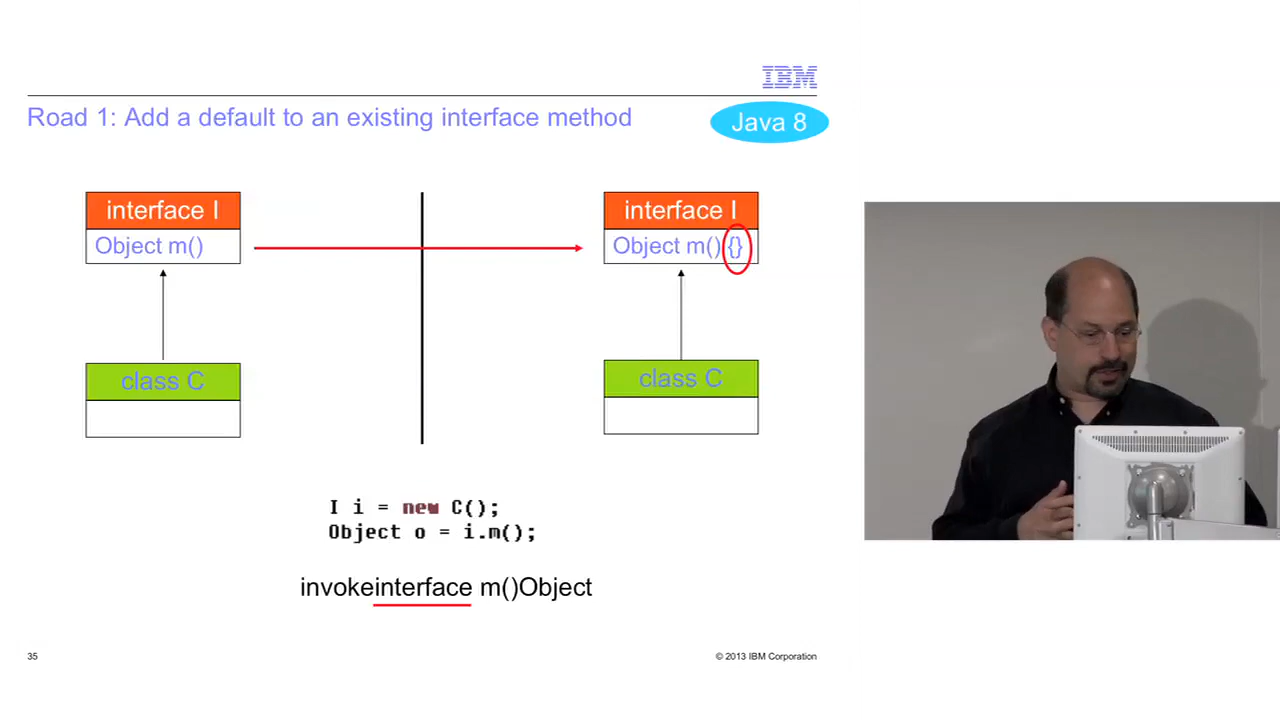 IBM
Road 1: Add a default to an existing interface method
Java 8
interface I
Object m()
class C
interface I
Object m() {}
class C
I i = new C();
Object o = i.m();
invokeinterface m()Object
35
© 2013 IBM Corporation